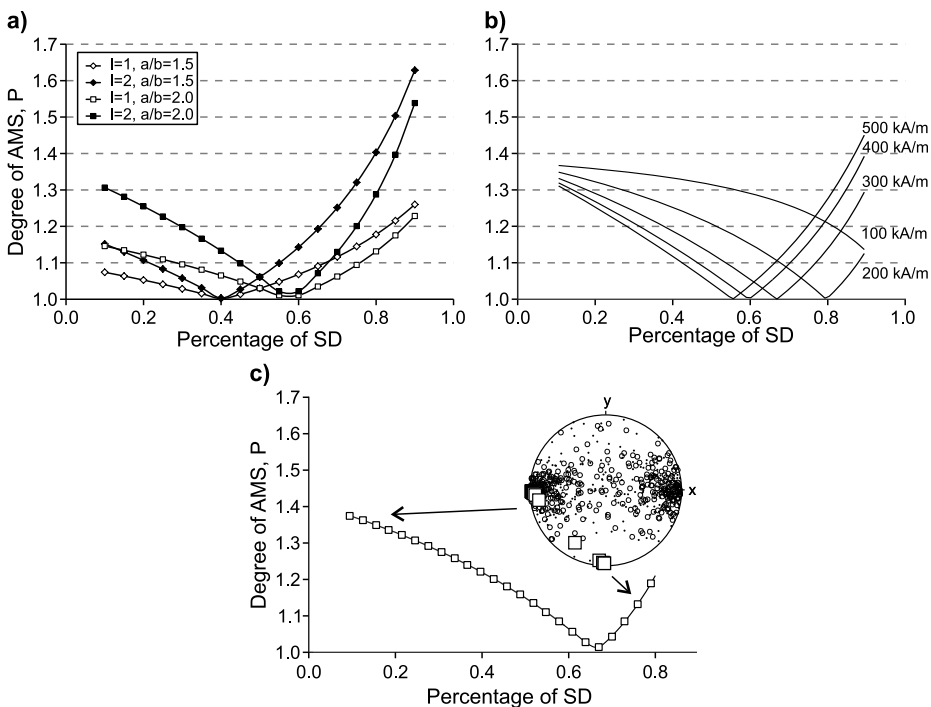 a)
1.7
1.6
1.5
1.4
1.3
1.2
1.1
1.0
Degree of AMS, P
I=1, a/b=1.5
I=2, a/b=1.5
I=1, a/b=2.0
I=2, a/b=2.0
0.0 0.2 0.4 0.6 0.8 1.0
Percentage of SD
b)
1.7
1.6
1.5
1.4
1.3
1.2
1.1
1.0
500 kA/m
400 kA/m
300 kA/m
100 kA/m
200 kA/m
0.0 0.2 0.4 0.6 0.8 1.0
Percentage of SD
c)
1.7
1.6
1.5
1.4
1.3
1.2
1.1
1.0
Degree of AMS, P
y
x
0.0 0.2 0.4 0.6 0.8
Percentage of SD